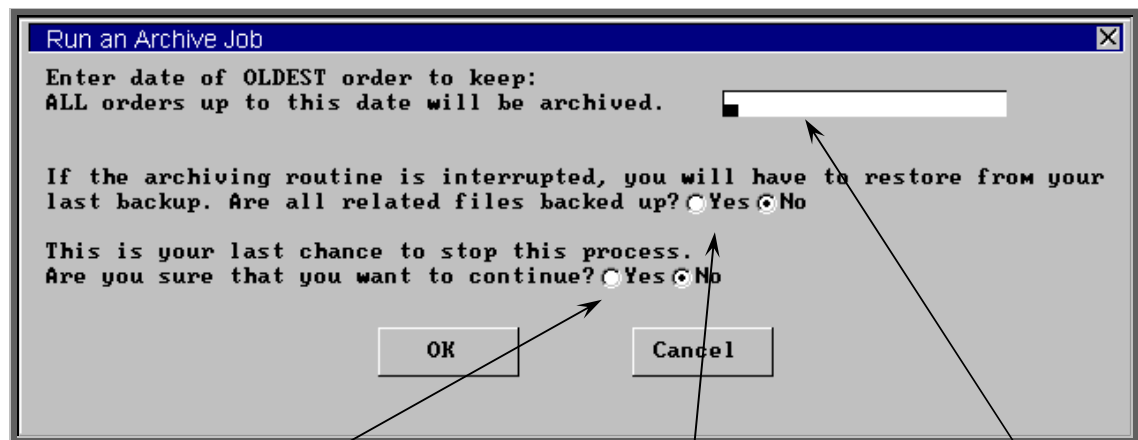 Run an Archive Job
Enter date of OLDEST order to keep:
ALL orders up to this date will be archived.
If the archiving routine is interrupted, you will have to restore from your
last backup. Are all related files backed up? Yes No
This is your last chance to stop this process.
Are you sure that you want to continue? Yes No
OK Cancel